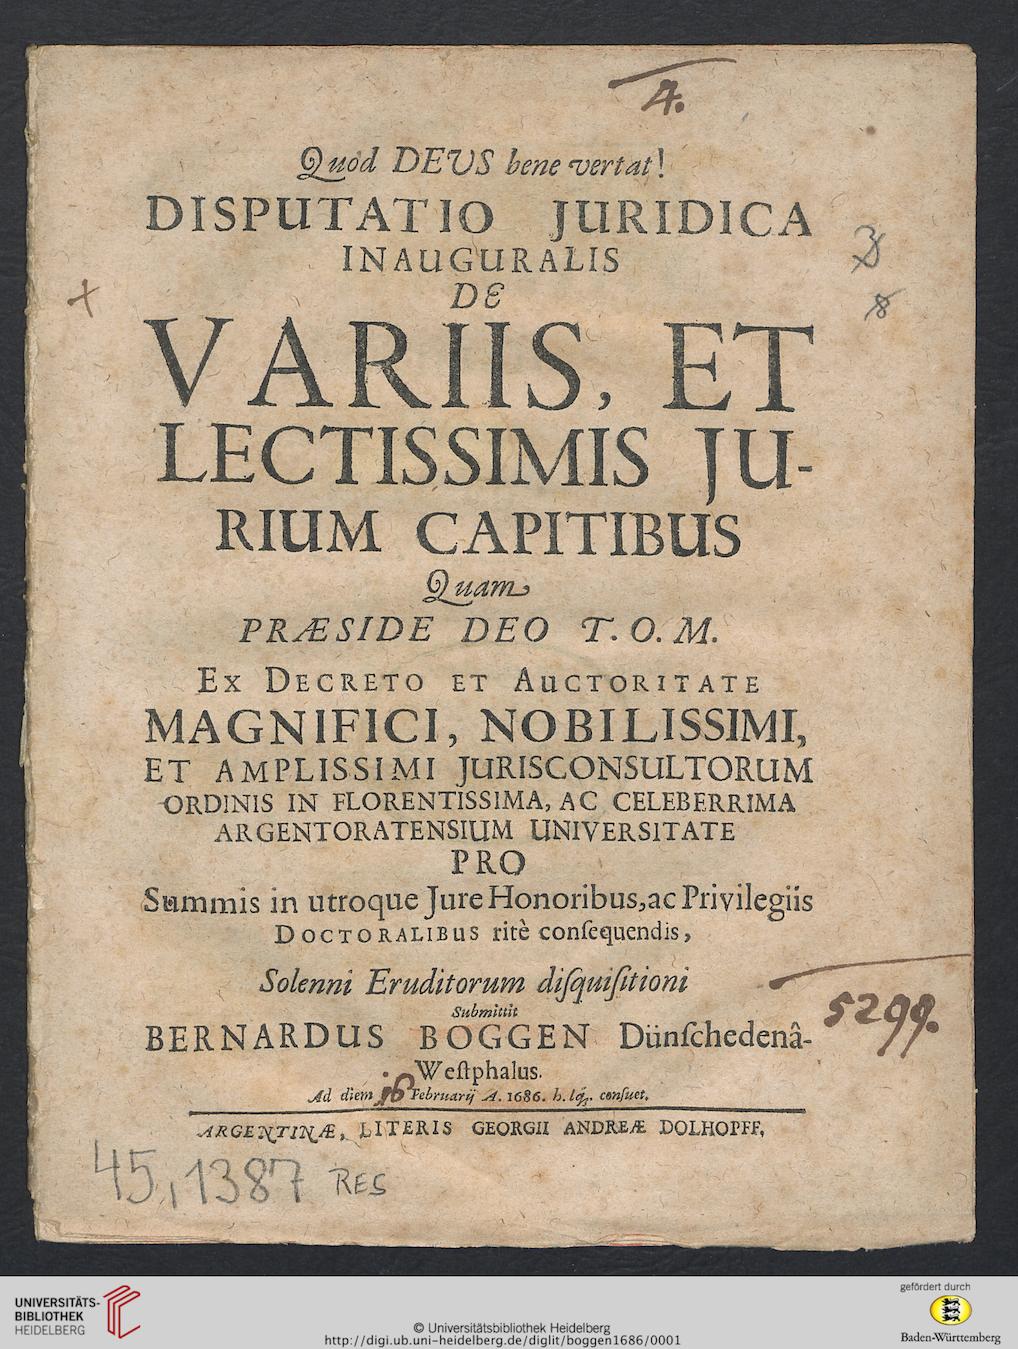 4.
Quod DEUS bene vertat!
DISPUTATIO JURIDICA
INAUGURALIS
DE
VARIIS, ET
LECTISSIMIS JU-
RIUM CAPITIBUS
Quam
PRÆSIDE DEO T. O. M.
Ex Decreto et Auctoritate
MAGNIFICI, NOBILISSIMI,
ET AMPLISSIMI JURISCONSULTORUM
ORDINIS IN FLORENTISSIMA, AC CELEBERRIMA
ARGENTORATENSIUM UNIVERSITATE
PRO
Summis in utroque Jure Honoribus, ac Privilegiis
Doctoralibus ritè conſequendis,
Solenni Eruditorum diſquiſitioni
Submittit
BERNARDUS BOGGEN Dünſchedenâ-
Weſtphalus.
Ad diem 16 Februarij A. 1686. h. lq́ꝫ. conſuet.
ARGENTINÆ, LITERIS GEORGII ANDREÆ DOLHOPFF,
5299.
45, 1387 RES
UNIVERSITÄTS-
BIBLIOTHEK
HEIDELBERG
© Universitätsbibliothek Heidelberg
http://digi.ub.uni-heidelberg.de/diglit/boggen1686/0001
gefördert durch
Baden-Württemberg